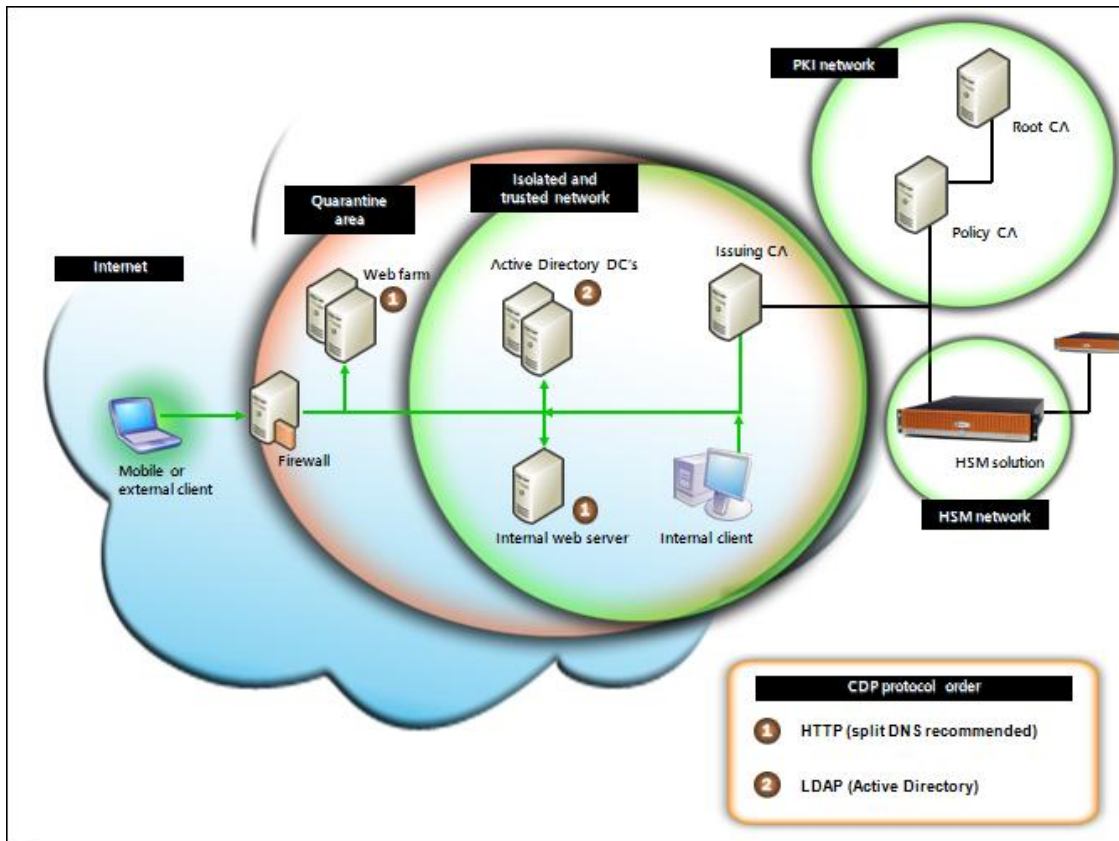 PKI network
Root CA
Policy CA
Isolated and
trusted network
Quarantine
area
Issuing CA
Internet
Web farm
1
Active Directory DC's
2
Firewall
Mobile or
external client
HSM solution
HSM network
1
Internal web server
Internal client
CDP protocol order
1 HTTP (split DNS recommended)
2 LDAP (Active Directory)